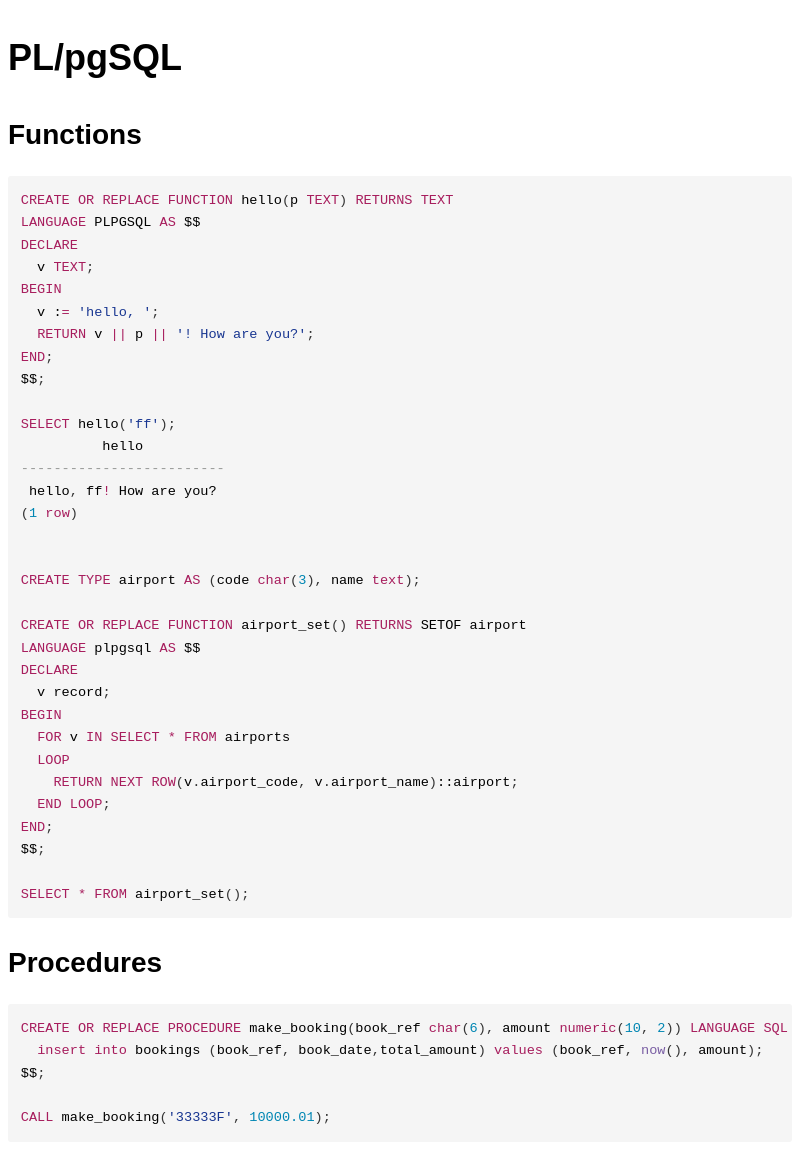 PL/pgSQL
Functions
CREATE OR REPLACE FUNCTION hello(p TEXT) RETURNS TEXT
LANGUAGE PLPGSQL AS $$
DECLARE
  v TEXT;
BEGIN
  v := 'hello, ';
  RETURN v || p || '! How are you?';
END;
$$;

SELECT hello('ff');
          hello
-------------------------
 hello, ff! How are you?
(1 row)


CREATE TYPE airport AS (code char(3), name text);

CREATE OR REPLACE FUNCTION airport_set() RETURNS SETOF airport
LANGUAGE plpgsql AS $$
DECLARE
  v record;
BEGIN
  FOR v IN SELECT * FROM airports
  LOOP
    RETURN NEXT ROW(v.airport_code, v.airport_name)::airport;
  END LOOP;
END;
$$;

SELECT * FROM airport_set();
Procedures
CREATE OR REPLACE PROCEDURE make_booking(book_ref char(6), amount numeric(10, 2)) LANGUAGE SQL
  insert into bookings (book_ref, book_date,total_amount) values (book_ref, now(), amount);
$$;

CALL make_booking('33333F', 10000.01);